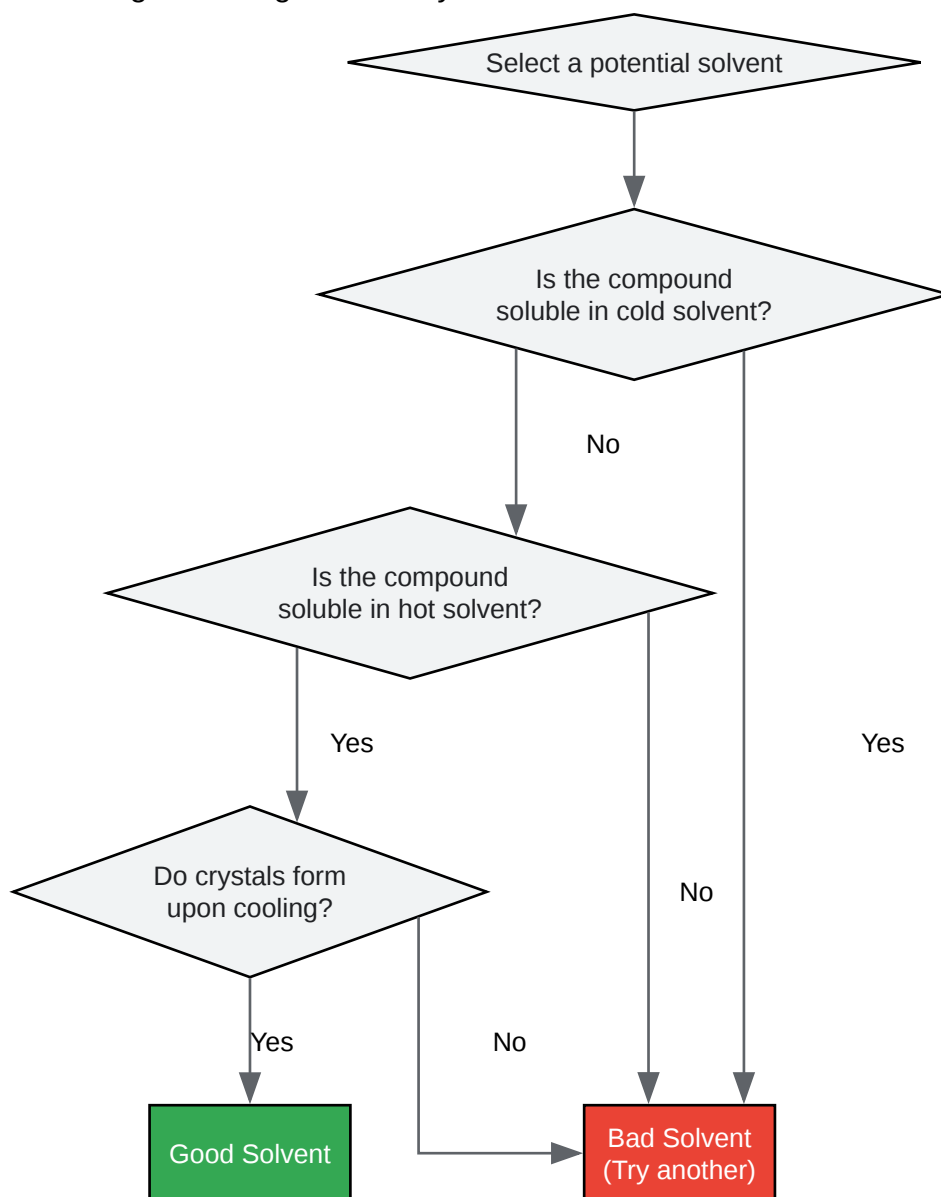 Select a potential solvent
Is the compound
soluble in cold solvent?
No
Is the compound
soluble in hot solvent?
Yes
Yes
Do crystals form
upon cooling?
No
Yes
No
Good Solvent
Bad Solvent
(Try another)